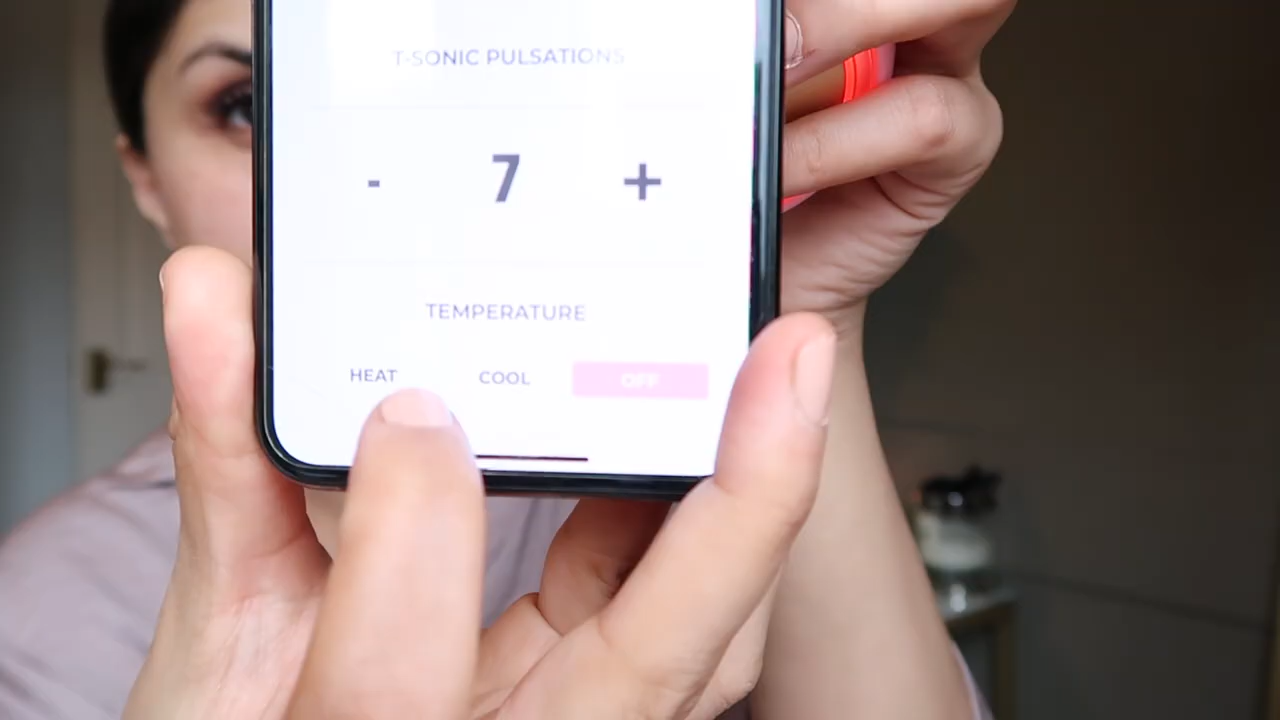 T-SONIC PULSATIONS
- 7 +
TEMPERATURE
HEAT COOL OFF